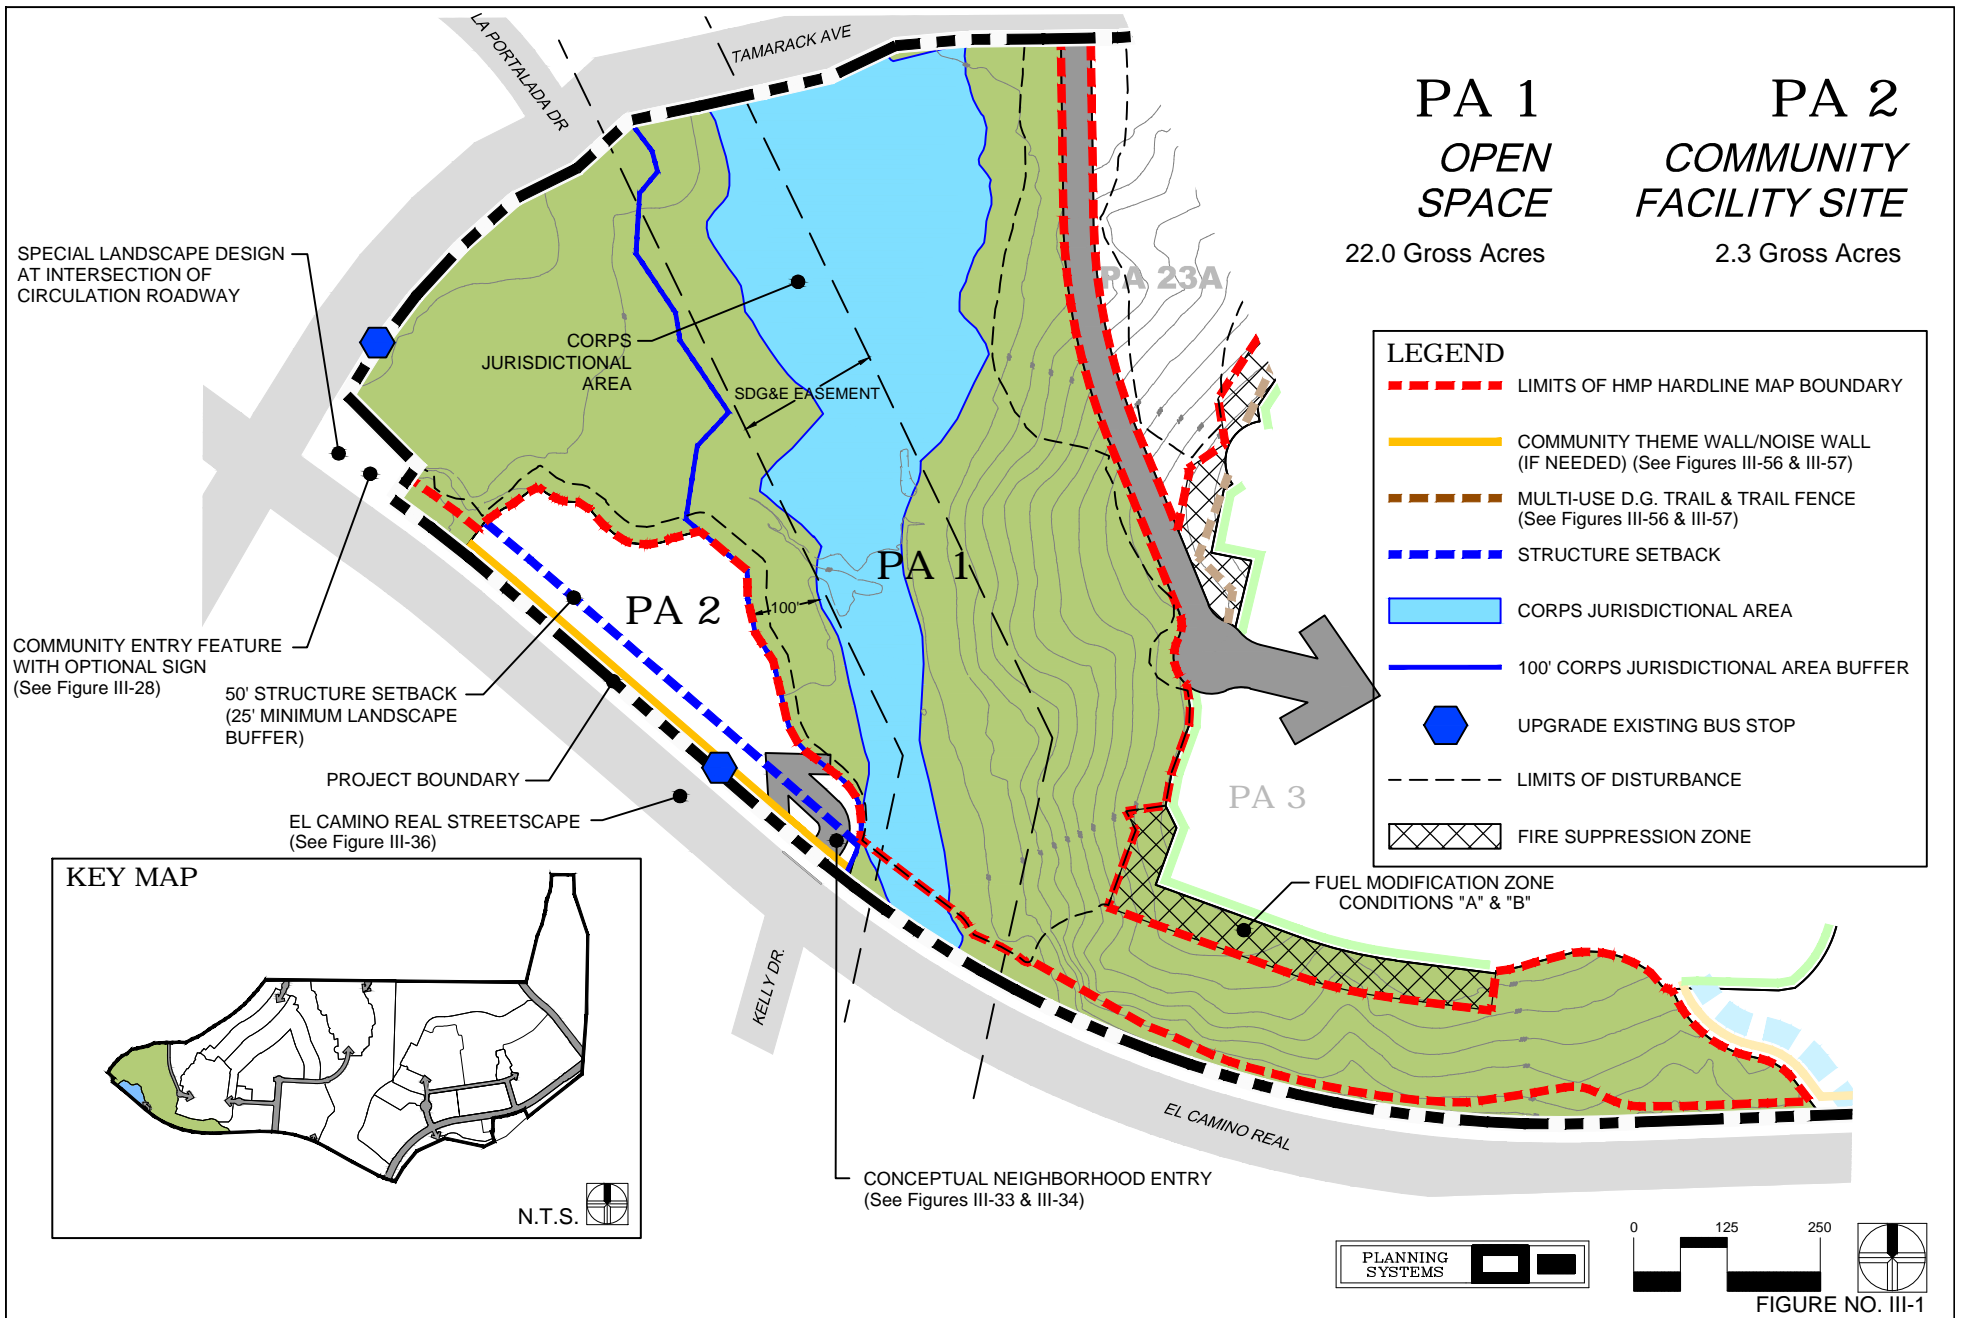 LA PORTALADA DR
TAMARACK AVE
PA 1
OPEN
SPACE
22.0 Gross Acres
PA 2
COMMUNITY
FACILITY SITE
2.3 Gross Acres
SPECIAL LANDSCAPE DESIGN
AT INTERSECTION OF
CIRCULATION ROADWAY
CORPS
JURISDICTIONAL
AREA
SDG&E EASEMENT
PA 23A
LEGEND
LIMITS OF HMP HARDLINE MAP BOUNDARY
COMMUNITY THEME WALL/NOISE WALL
(IF NEEDED) (See Figures III-56 & III-57)
MULTI-USE D.G. TRAIL & TRAIL FENCE
(See Figures III-56 & III-57)
STRUCTURE SETBACK
CORPS JURISDICTIONAL AREA
100' CORPS JURISDICTIONAL AREA BUFFER
UPGRADE EXISTING BUS STOP
LIMITS OF DISTURBANCE
FIRE SUPPRESSION ZONE
PA 1
PA 2
100'
PA 3
COMMUNITY ENTRY FEATURE
WITH OPTIONAL SIGN
(See Figure III-28)
50' STRUCTURE SETBACK
(25' MINIMUM LANDSCAPE
BUFFER)
PROJECT BOUNDARY
EL CAMINO REAL STREETSCAPE
(See Figure III-36)
FUEL MODIFICATION ZONE
CONDITIONS "A" & "B"
KELLY DR.
EL CAMINO REAL
CONCEPTUAL NEIGHBORHOOD ENTRY
(See Figures III-33 & III-34)
KEY MAP
N.T.S.
PLANNING
SYSTEMS
0 125 250
FIGURE NO. III-1